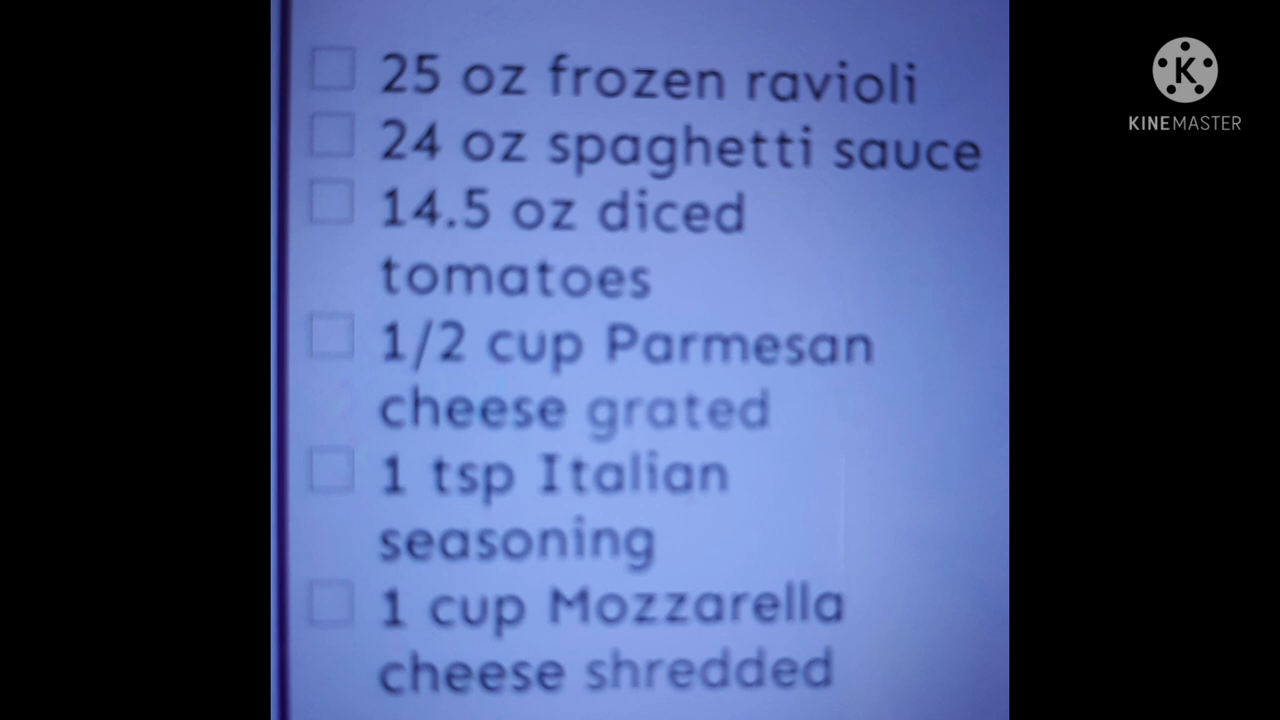 25 oz frozen ravioli
24 oz spaghetti sauce
14.5 oz diced
tomatoes
1/2 cup Parmesan
cheese grated
1 tsp Italian
seasoning
1 cup Mozzarella
cheese shredded
K
KINEMASTER